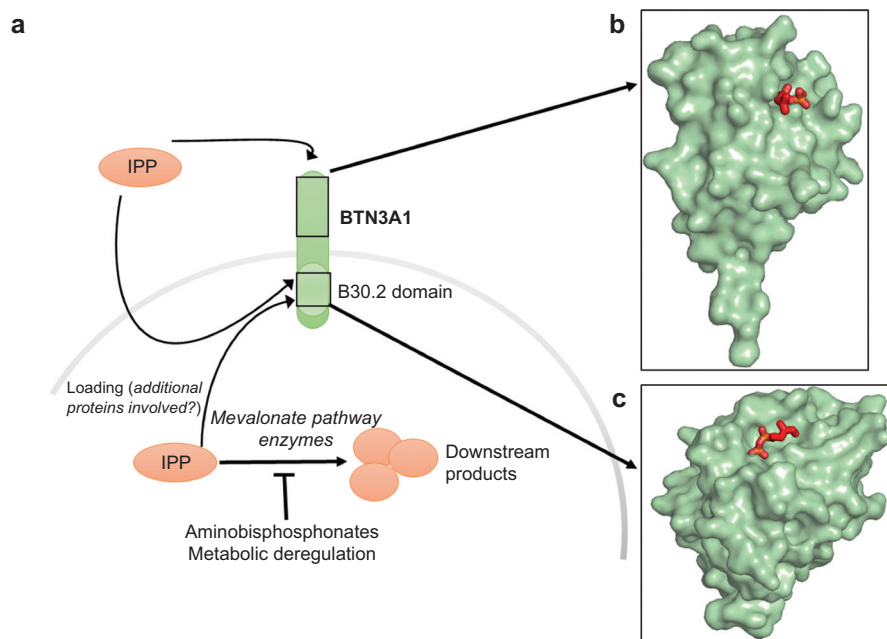 a
b
IPP
BTN3A1
B30.2 domain
Loading (additional
proteins involved?)
Mevalonate pathway
enzymes
c
IPP
Downstream
products
Aminobisphosphonates
Metabolic deregulation